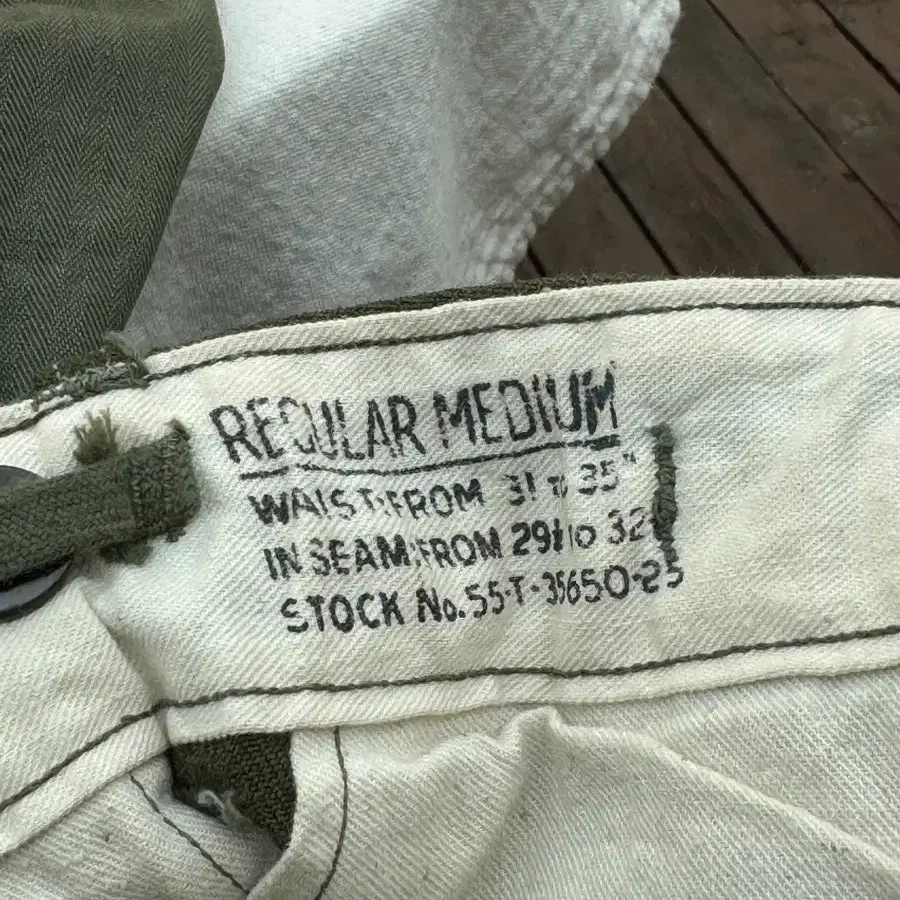 REGULAR MEDIUM
WAIST:FROM 31 to 35"
IN SEAM:FROM 29½ to 32
STOCK No. 55-T-35650-25